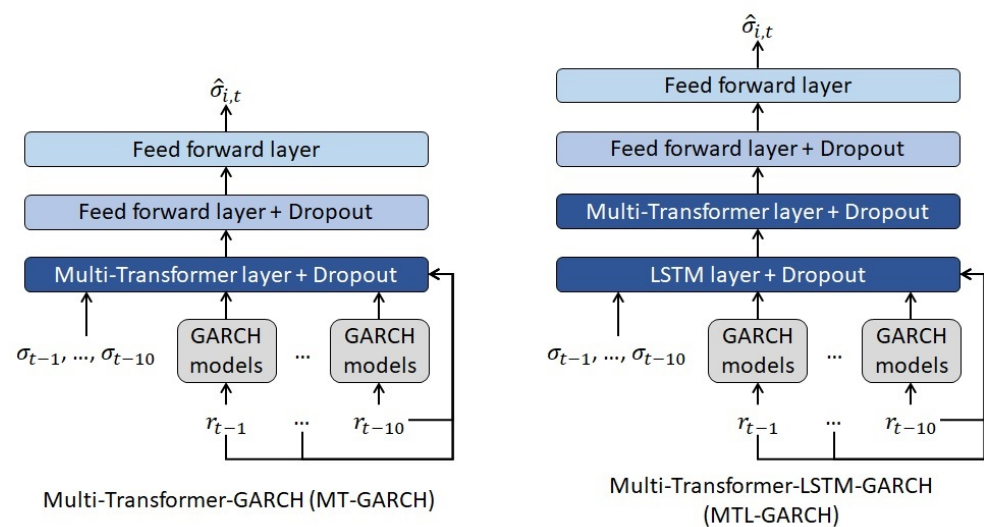 σ̂ᵢ,ₜ
Feed forward layer
Feed forward layer + Dropout
Multi-Transformer layer + Dropout
σₜ₋₁, …, σₜ₋₁₀
GARCH
models
...
GARCH
models
rₜ₋₁
...
rₜ₋₁₀
Multi-Transformer-GARCH (MT-GARCH)
σ̂ᵢ,ₜ
Feed forward layer
Feed forward layer + Dropout
Multi-Transformer layer + Dropout
LSTM layer + Dropout
σₜ₋₁, …, σₜ₋₁₀
GARCH
models
...
GARCH
models
rₜ₋₁
...
rₜ₋₁₀
Multi-Transformer-LSTM-GARCH
(MTL-GARCH)